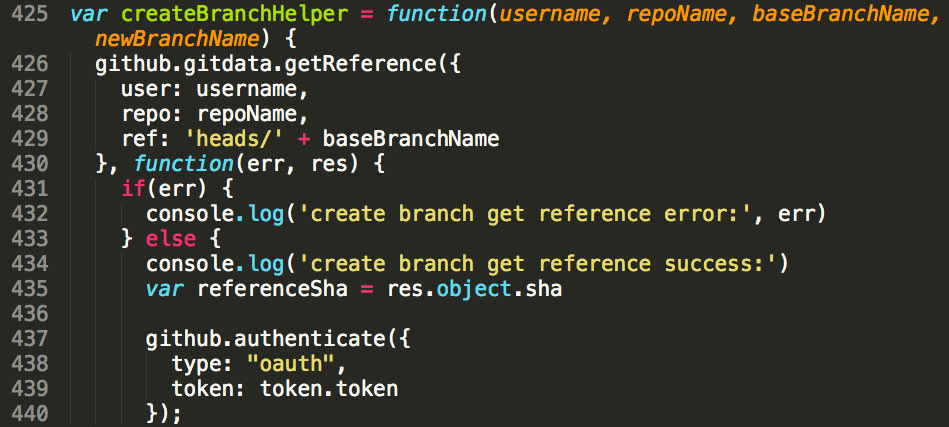 425 var createBranchHelper = function(username, repoName, baseBranchName,
newBranchName) {
426 github.gitdata.getReference({
427 user: username,
428 repo: repoName,
429 ref: 'heads/' + baseBranchName
430 }, function(err, res) {
431 if(err) {
432 console.log('create branch get reference error:', err)
433 } else {
434 console.log('create branch get reference success:')
435 var referenceSha = res.object.sha
436
437 github.authenticate({
438 type: "oauth",
439 token: token.token
440 });